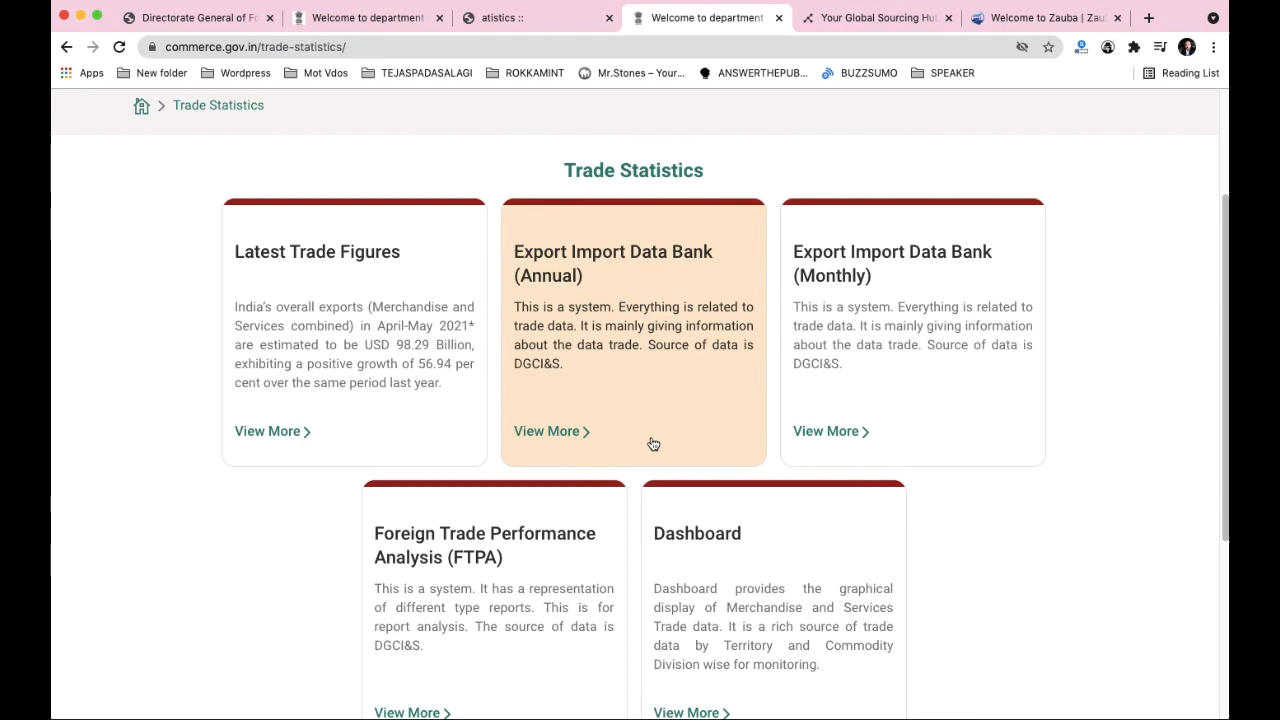 Directorate General of Fo
Welcome to department
atistics ::
Welcome to department
Your Global Sourcing Hu
Welcome to Zauba | Zau
commerce.gov.in/trade-statistics/
Apps
New folder
Wordpress
Mot Vdos
TEJASPADASALAGI
ROKKAMINT
Mr.Stones – Your...
ANSWERTHEPUB...
BUZZSUMO
SPEAKER
Reading List
Trade Statistics
Trade Statistics
Latest Trade Figures
India's overall exports (Merchandise and
Services combined) in April-May 2021*
are estimated to be USD 98.29 Billion,
exhibiting a positive growth of 56.94 per
cent over the same period last year.
View More
Export Import Data Bank
(Annual)
This is a system. Everything is related to
trade data. It is mainly giving information
about the data trade. Source of data is
DGCI&S.
View More
Export Import Data Bank
(Monthly)
This is a system. Everything is related to
trade data. It is mainly giving information
about the data trade. Source of data is
DGCI&S.
View More
Foreign Trade Performance
Analysis (FTPA)
This is a system. It has a representation
of different type reports. This is for
report analysis. The source of data is
DGCI&S.
View More
Dashboard
Dashboard provides the graphical
display of Merchandise and Services
Trade data. It is a rich source of trade
data by Territory and Commodity
Division wise for monitoring.
View More